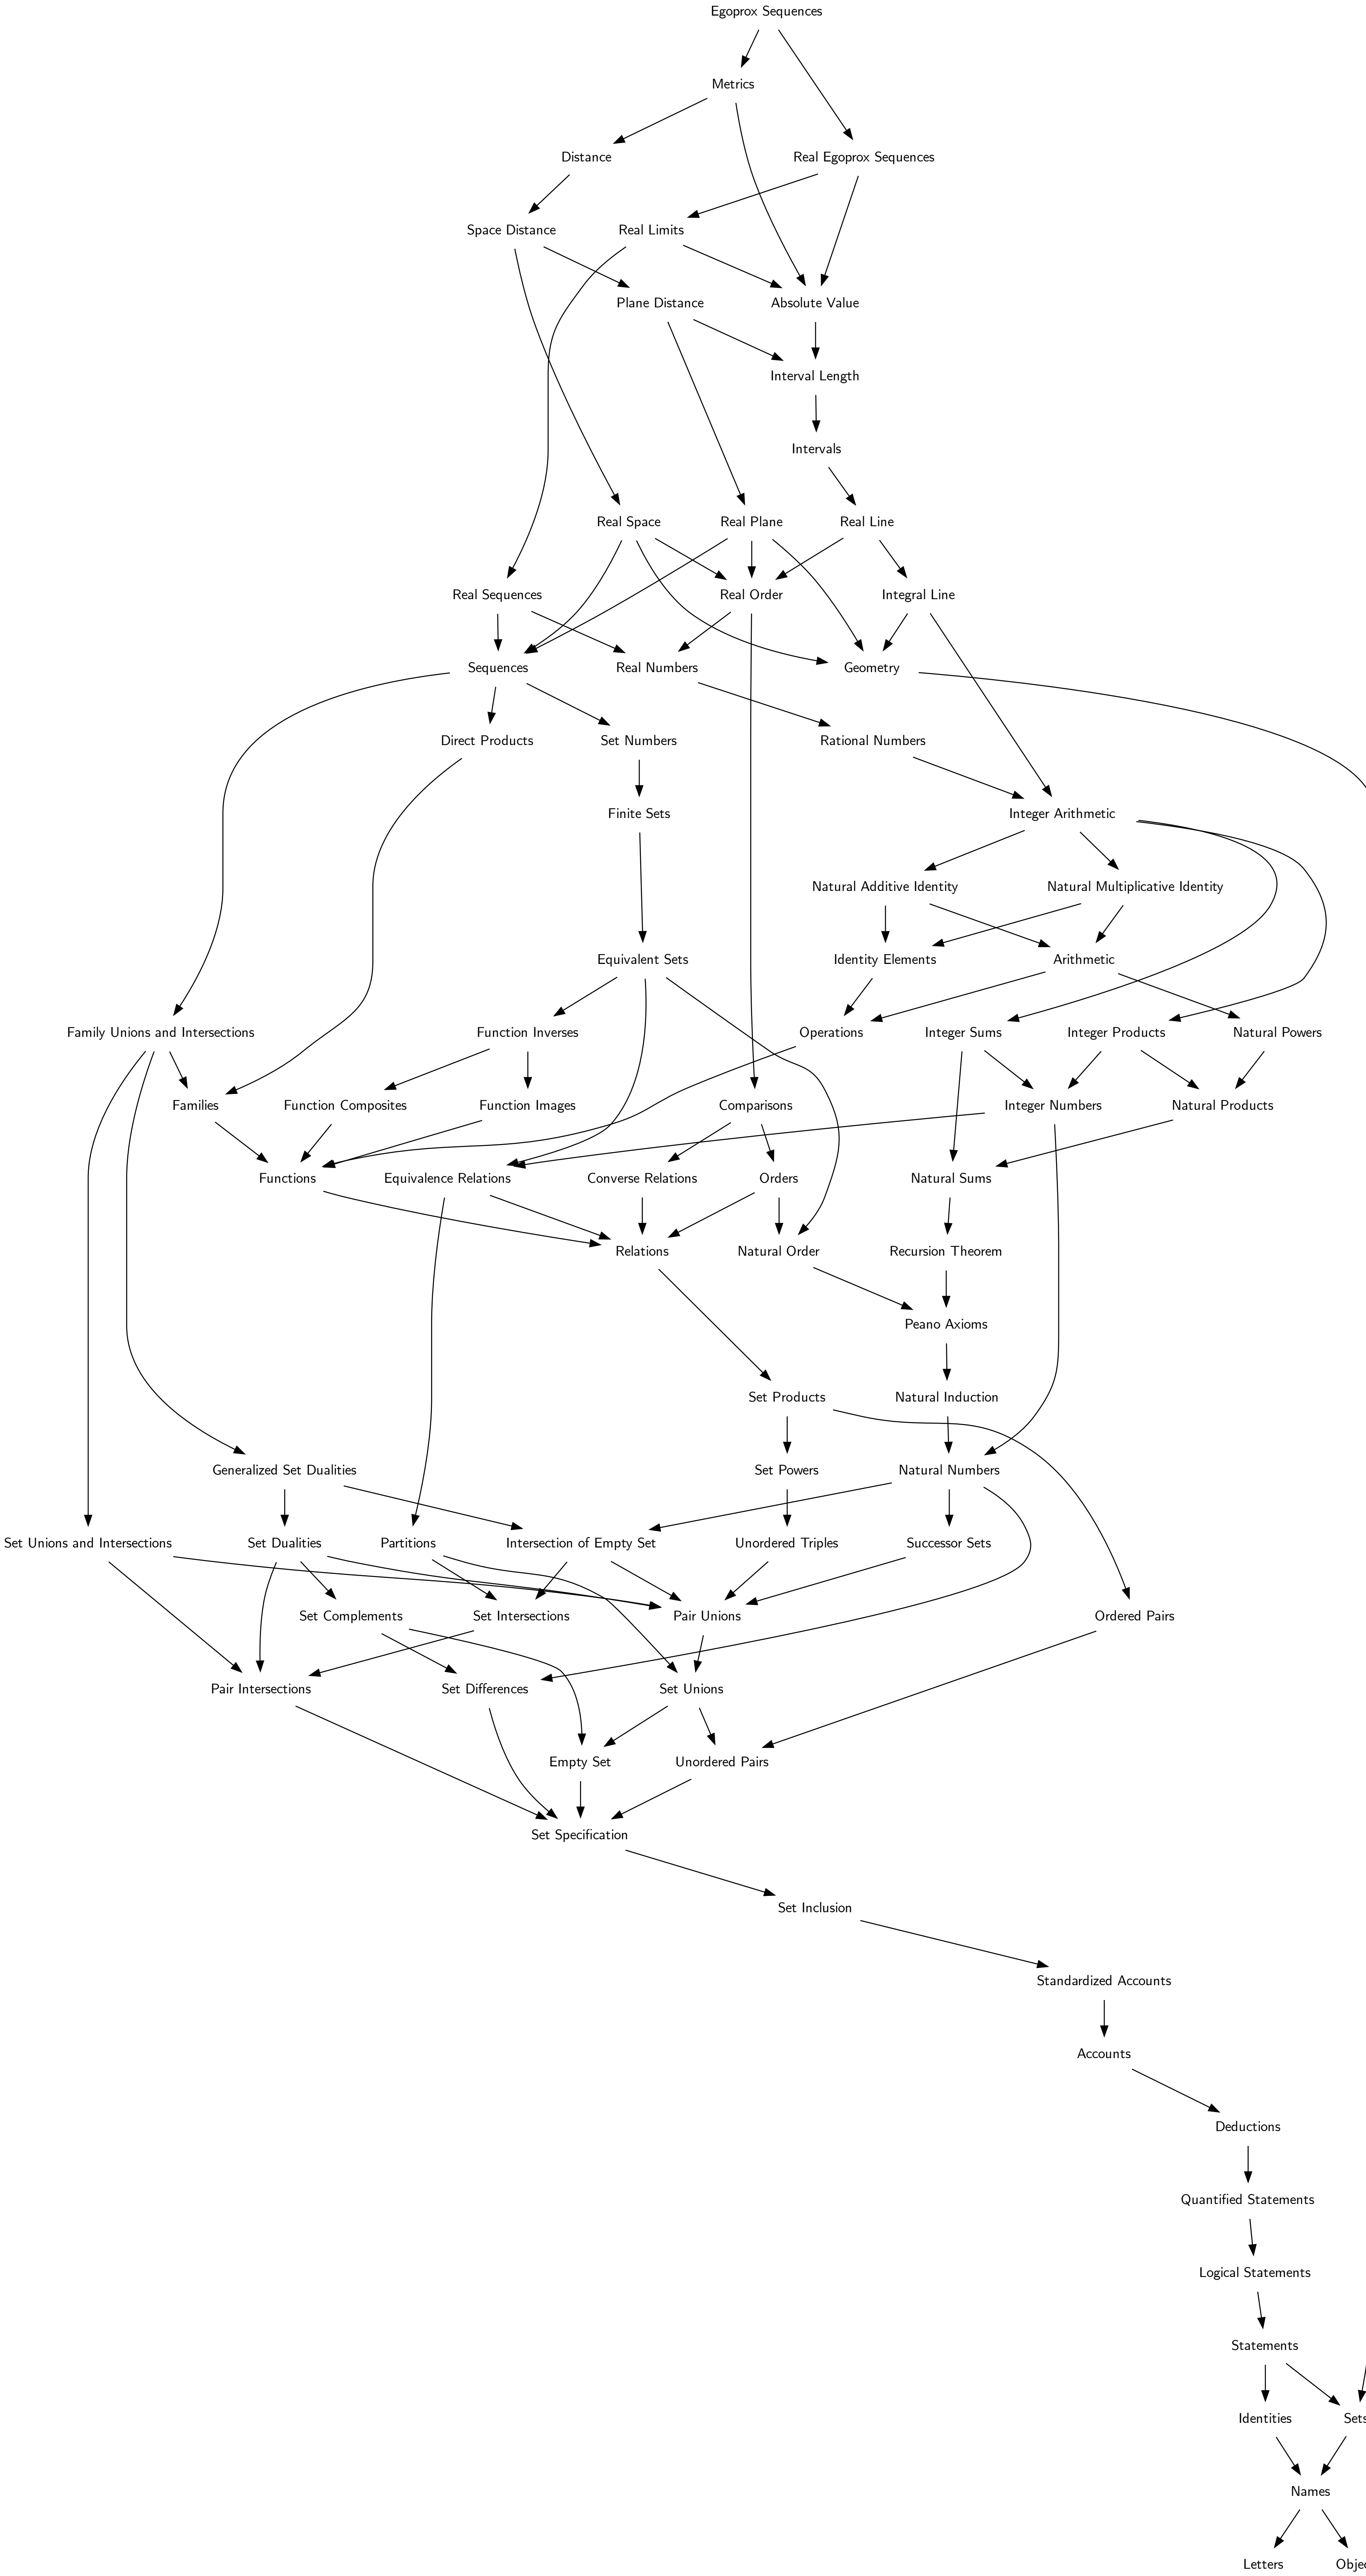 Egoprox Sequences
Metrics
Distance
Real Egoprox Sequences
Space Distance
Real Limits
Plane Distance
Absolute Value
Interval Length
Intervals
Real Space
Real Plane
Real Line
Real Sequences
Real Order
Integral Line
Sequences
Real Numbers
Geometry
Direct Products
Set Numbers
Rational Numbers
Finite Sets
Integer Arithmetic
Natural Additive Identity
Natural Multiplicative Identity
Equivalent Sets
Identity Elements
Arithmetic
Family Unions and Intersections
Function Inverses
Operations
Integer Sums
Integer Products
Natural Powers
Families
Function Composites
Function Images
Comparisons
Integer Numbers
Natural Products
Functions
Equivalence Relations
Converse Relations
Orders
Natural Sums
Relations
Natural Order
Recursion Theorem
Peano Axioms
Set Products
Natural Induction
Generalized Set Dualities
Set Powers
Natural Numbers
Set Unions and Intersections
Set Dualities
Partitions
Intersection of Empty Set
Unordered Triples
Successor Sets
Set Complements
Set Intersections
Pair Unions
Ordered Pairs
Pair Intersections
Set Differences
Set Unions
Empty Set
Unordered Pairs
Set Specification
Set Inclusion
Standardized Accounts
Accounts
Deductions
Quantified Statements
Logical Statements
Statements
Identities
Sets
Names
Letters
Objec